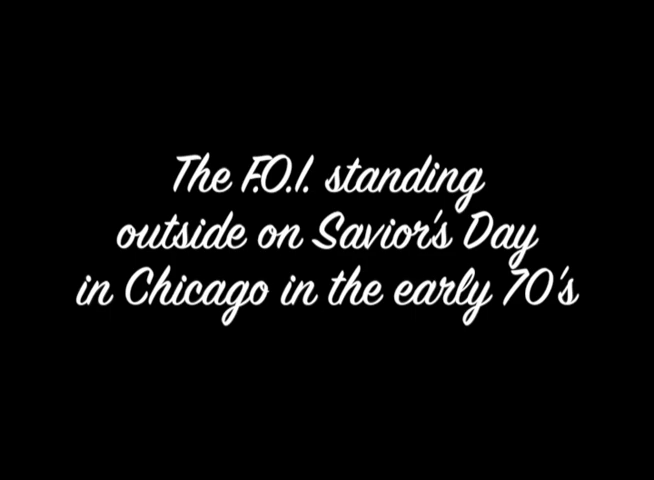 The F.O.I. standing
outside on Savior's Day
in Chicago in the early 70's